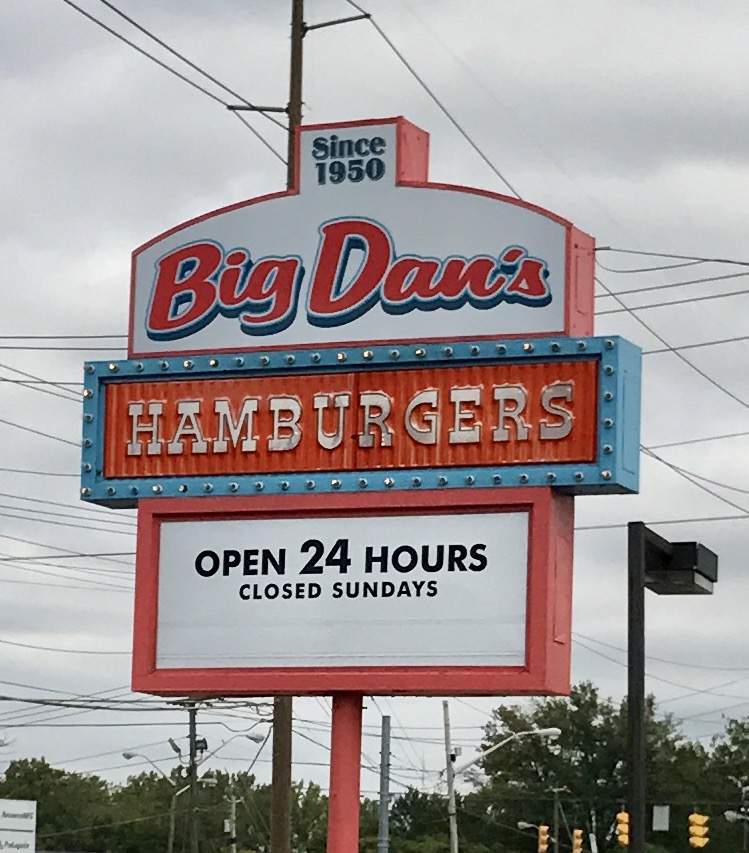 Since
1950
Big Dan's
HAMBURGERS
OPEN 24 HOURS
CLOSED SUNDAYS